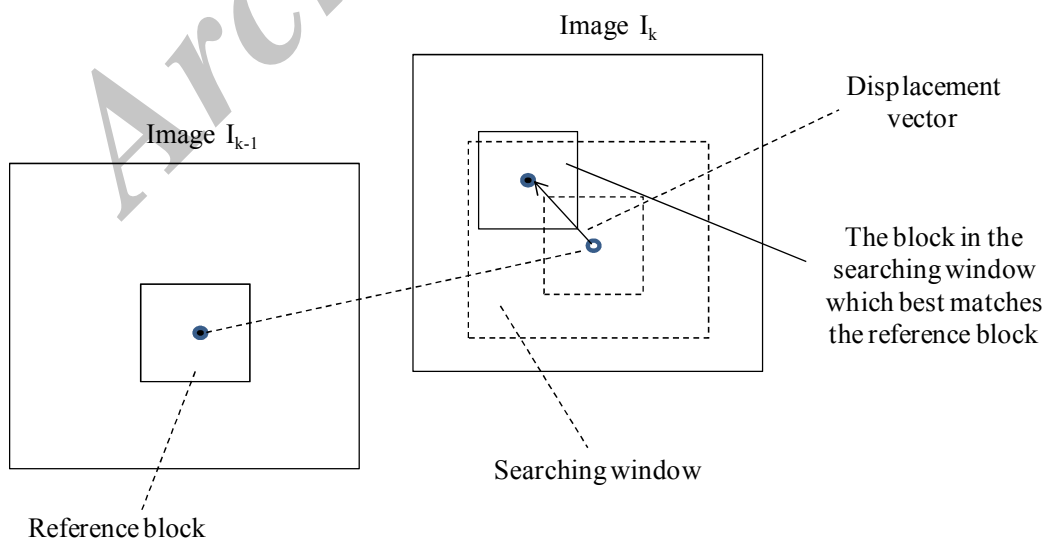 Image I_k
Displacement
vector
Image I_{k-1}
The block in the
searching window
which best matches
the reference block
Searching window
Reference block